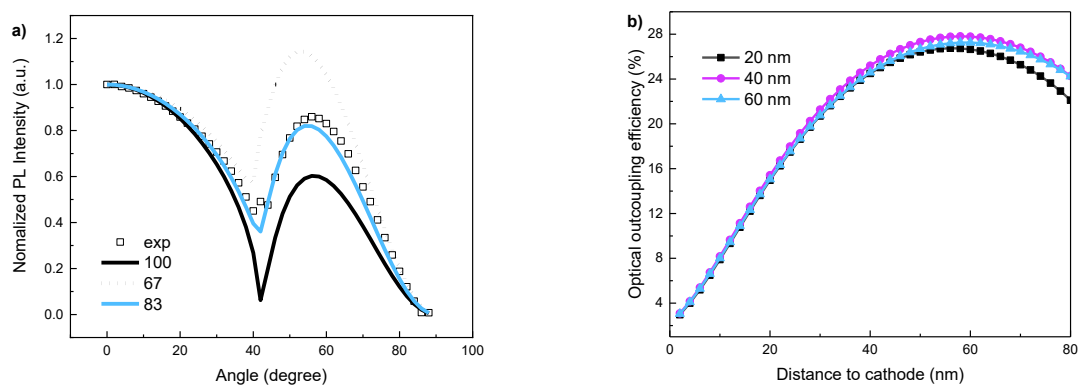 a)
Normalized PL Intensity (a.u.)
1.2
1.0
0.8
0.6
0.4
0.2
0.0
exp
100
67
83
0
20
40
60
80
100
Angle (degree)
b)
Optical outcoupling efficiency (%)
28
24
20
16
12
8
4
20 nm
40 nm
60 nm
0
20
40
60
80
Distance to cathode (nm)